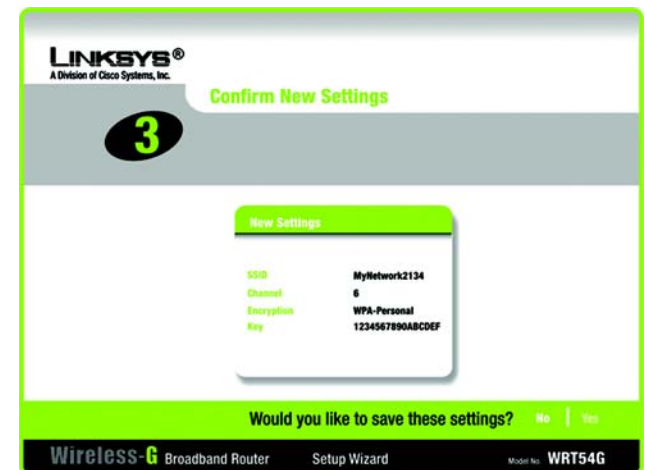 LINKSYS®
A Division of Cisco Systems, Inc.
Confirm New Settings
3
New Settings
SSID MyNetwork2134
Channel 6
Encryption WPA-Personal
Key 1234567890ABCDEF
Would you like to save these settings? No | Yes
Wireless-G Broadband Router Setup Wizard Model No. WRT54G